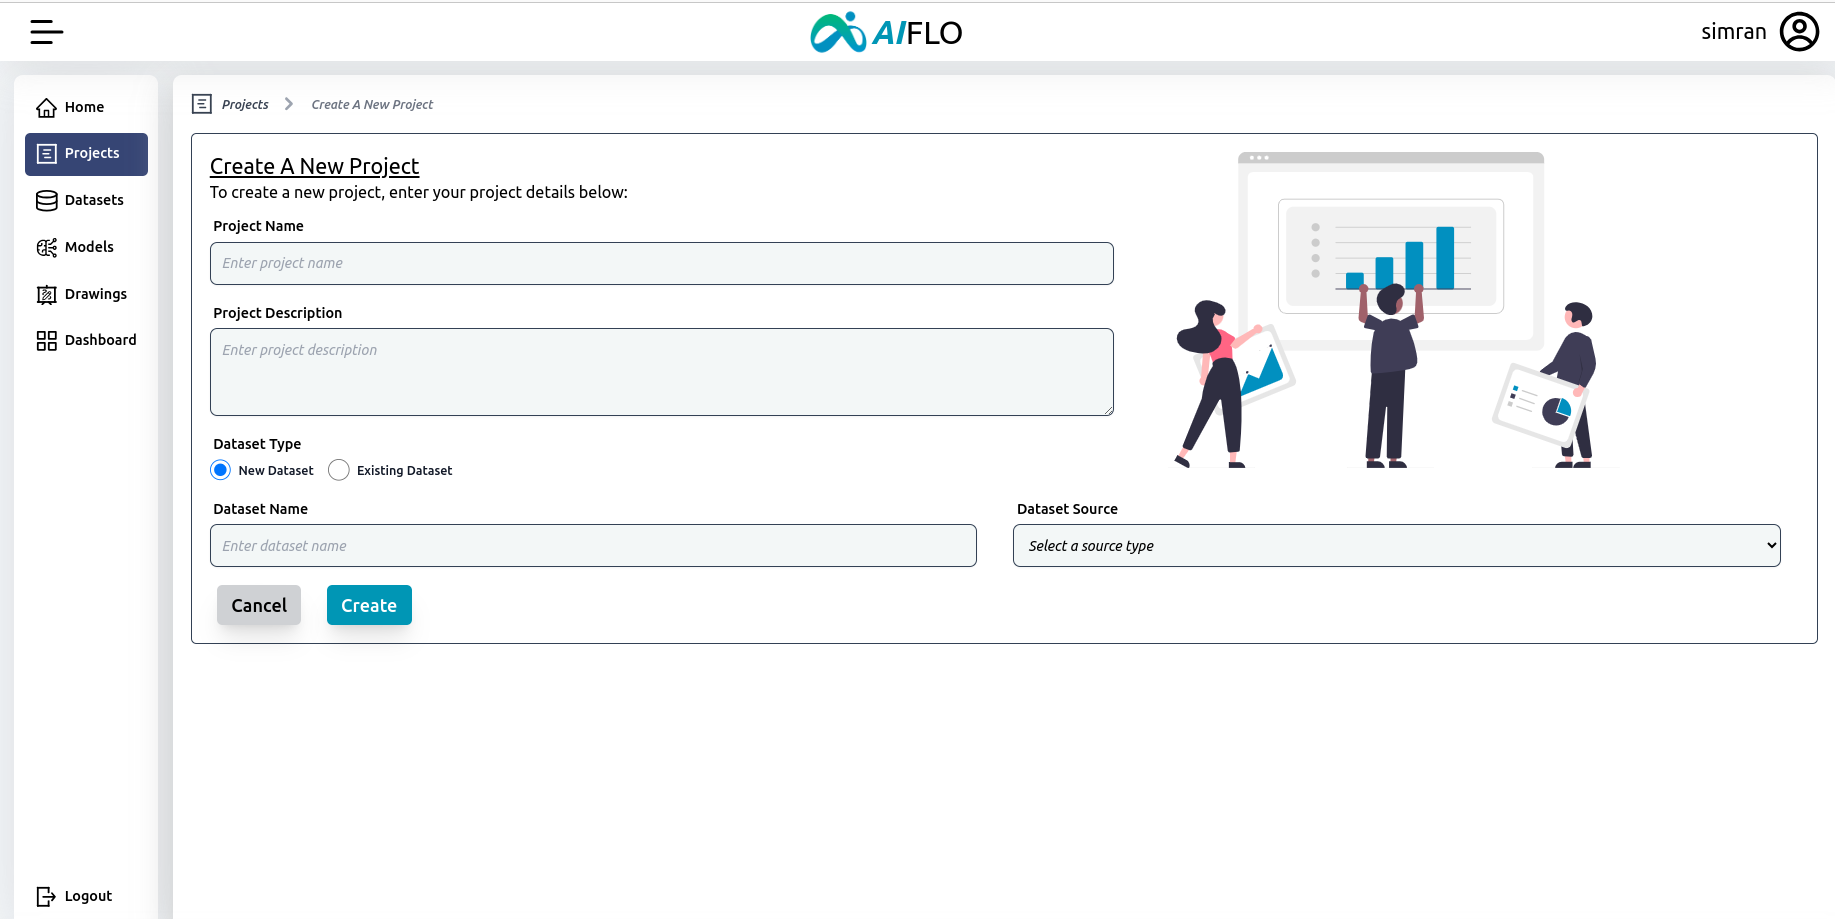 AIFLO
simran
Home
Projects
Datasets
Models
Drawings
Dashboard
Logout
Projects > Create A New Project
Create A New Project
To create a new project, enter your project details below:
Project Name
Enter project name
Project Description
Enter project description
Dataset Type
New Dataset Existing Dataset
Dataset Name Dataset Source
Enter dataset name Select a source type
Cancel Create